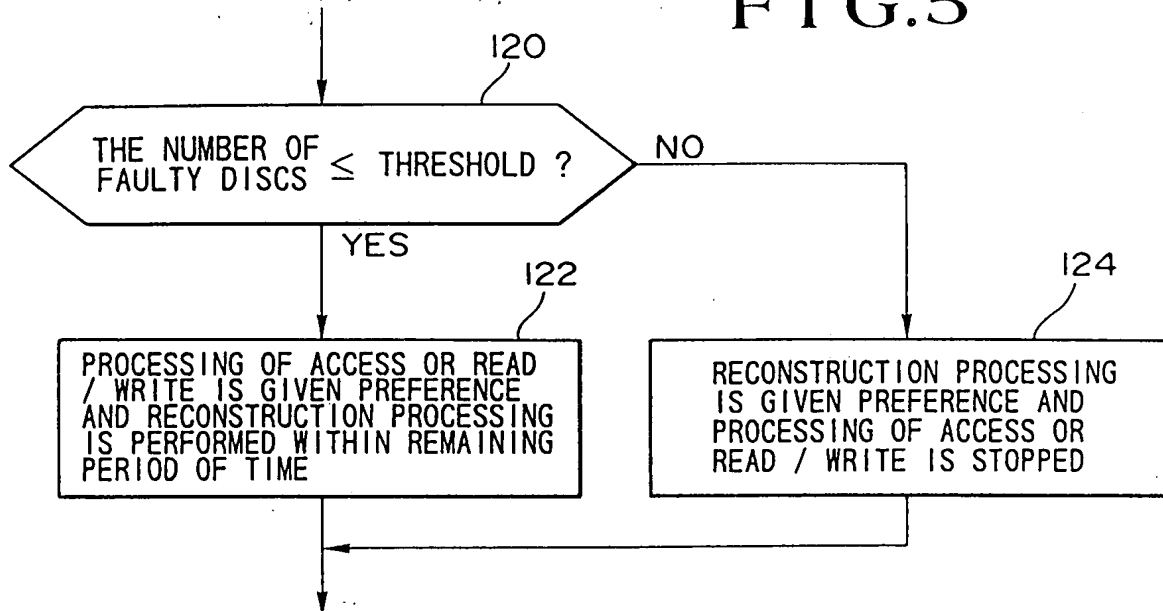 FIG.5
120
THE NUMBER OF
FAULTY DISCS ≤ THRESHOLD ?
NO
YES
122
124
PROCESSING OF ACCESS OR READ
/ WRITE IS GIVEN PREFERENCE
AND RECONSTRUCTION PROCESSING
IS PERFORMED WITHIN REMAINING
PERIOD OF TIME
RECONSTRUCTION PROCESSING
IS GIVEN PREFERENCE AND
PROCESSING OF ACCESS OR
READ / WRITE IS STOPPED